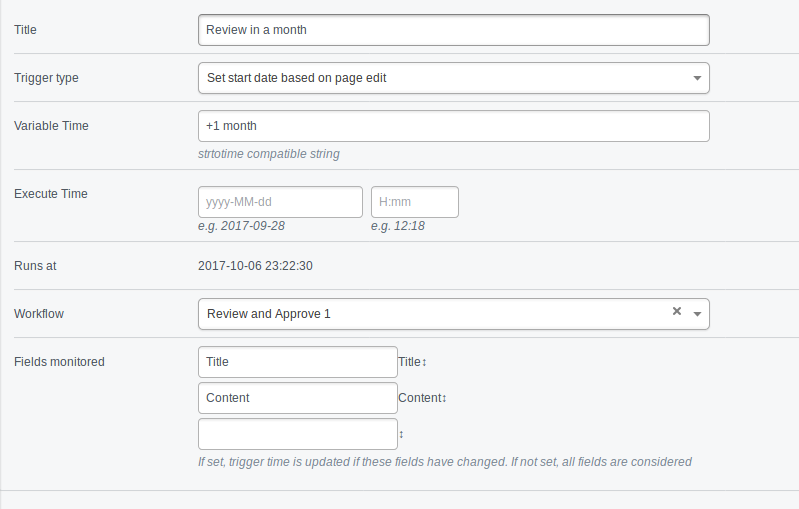 Title Review in a month
Trigger type Set start date based on page edit
Variable Time +1 month
strtotime compatible string
Execute Time yyyy-MM-dd H:mm
e.g. 2017-09-28 e.g. 12:18
Runs at 2017-10-06 23:22:30
Workflow Review and Approve 1 ×
Fields monitored Title Title↕
Content Content↕
↕
If set, trigger time is updated if these fields have changed. If not set, all fields are considered